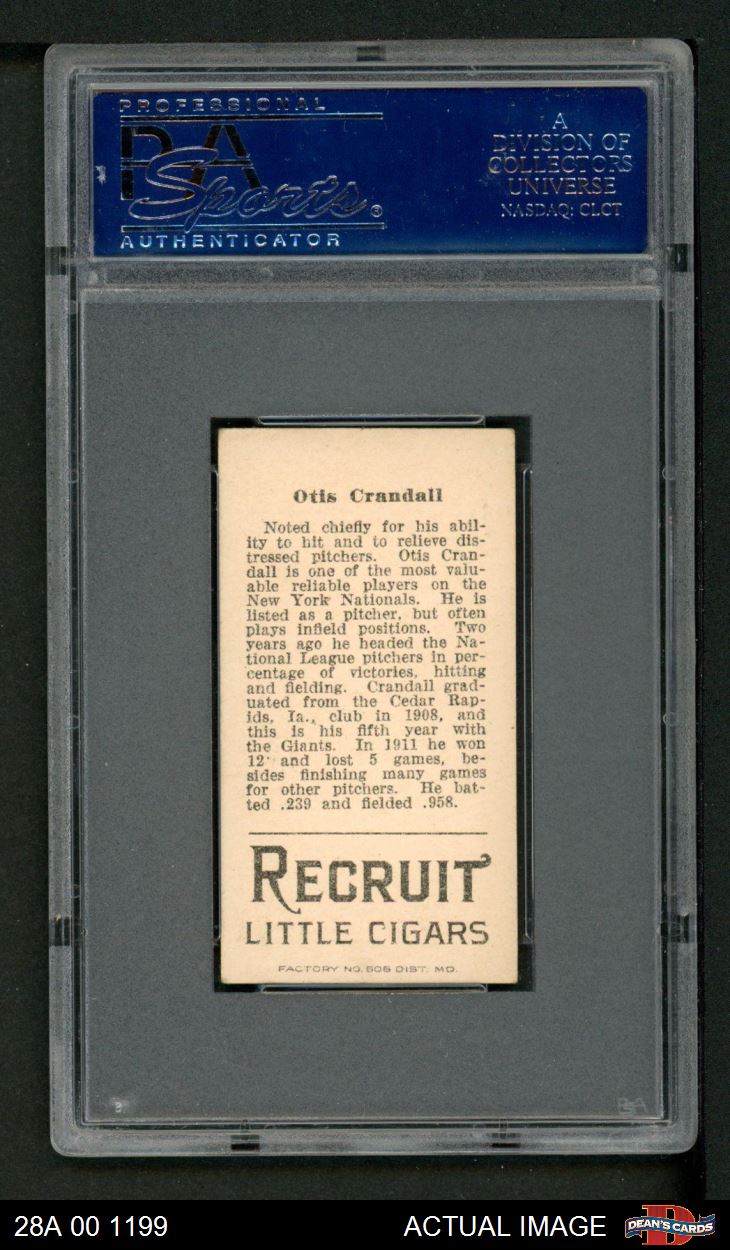 PROFESSIONAL
PSA
Sports®
AUTHENTICATOR
A
DIVISION OF
COLLECTORS
UNIVERSE
NASDAQ: CLCT
Otis Crandall
Noted chiefly for his abil-
ity to hit and to relieve dis-
tressed pitchers. Otis Cran-
dall is one of the most valu-
able reliable players on the
New York Nationals. He is
listed as a pitcher, but often
plays infield positions. Two
years ago he headed the Na-
tional League pitchers in per-
centage of victories, hitting
and fielding. Crandall grad-
uated from the Cedar Rap-
ids, Ia., club in 1908, and
this is his fifth year with
the Giants. In 1911 he won
12 and lost 5 games, be-
sides finishing many games
for other pitchers. He bat-
ted .239 and fielded .958.
RECRUIT
LITTLE CIGARS
FACTORY NO. 606 DIST. MD.
28A 00 1199
ACTUAL IMAGE
DEAN'S CARDS